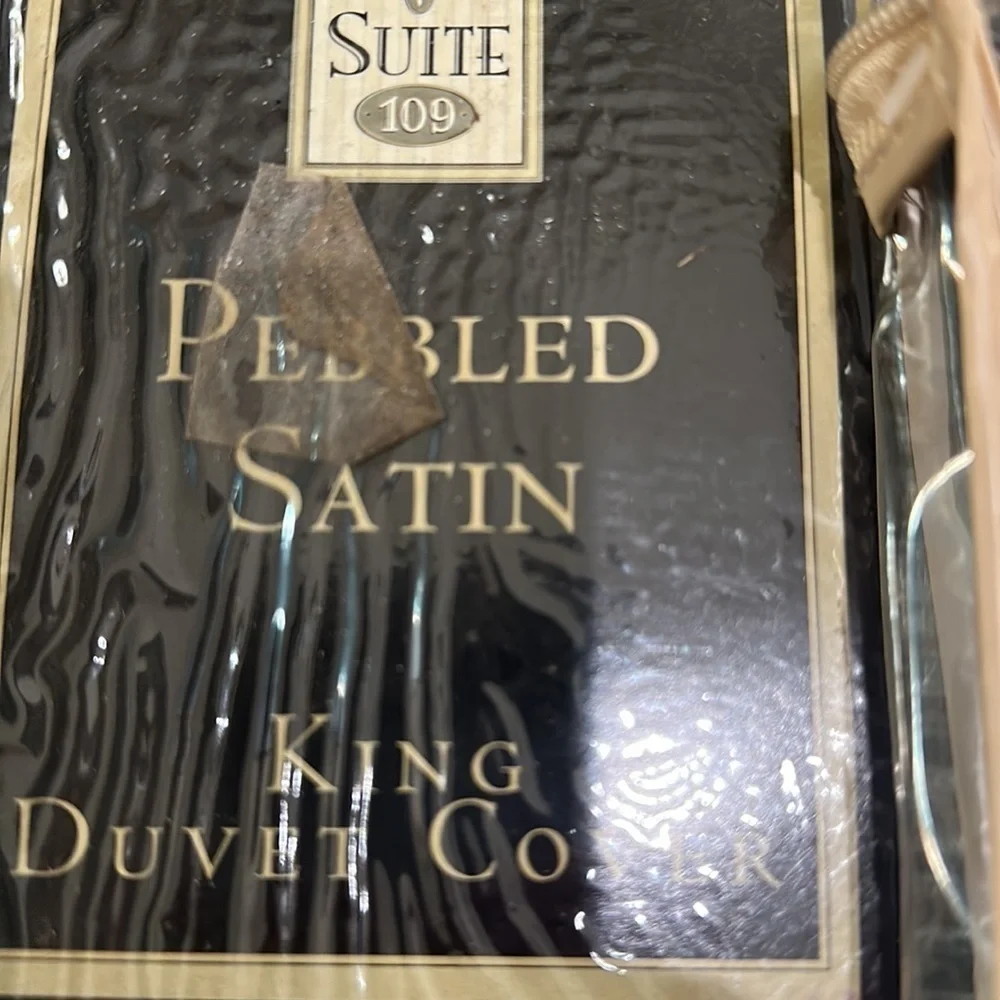 SUITE
109
PEBBLED
SATIN
KING
DUVET COVER